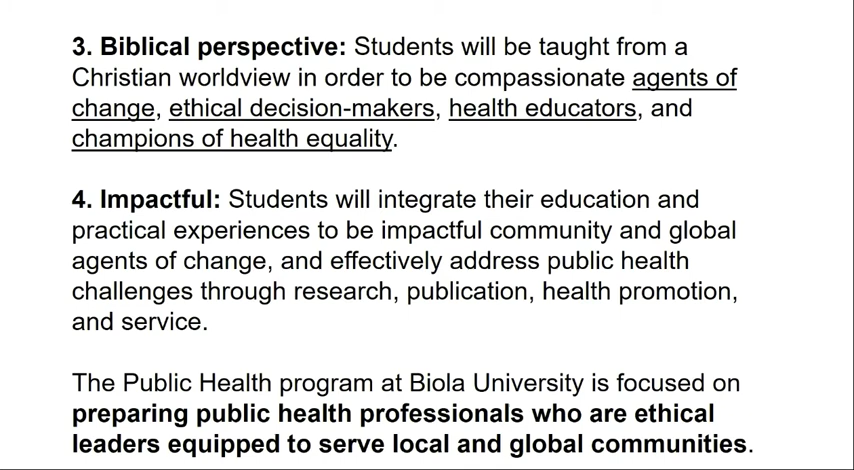 3. Biblical perspective: Students will be taught from a
Christian worldview in order to be compassionate agents of
change, ethical decision-makers, health educators, and
champions of health equality.
4. Impactful: Students will integrate their education and
practical experiences to be impactful community and global
agents of change, and effectively address public health
challenges through research, publication, health promotion,
and service.
The Public Health program at Biola University is focused on
preparing public health professionals who are ethical
leaders equipped to serve local and global communities.